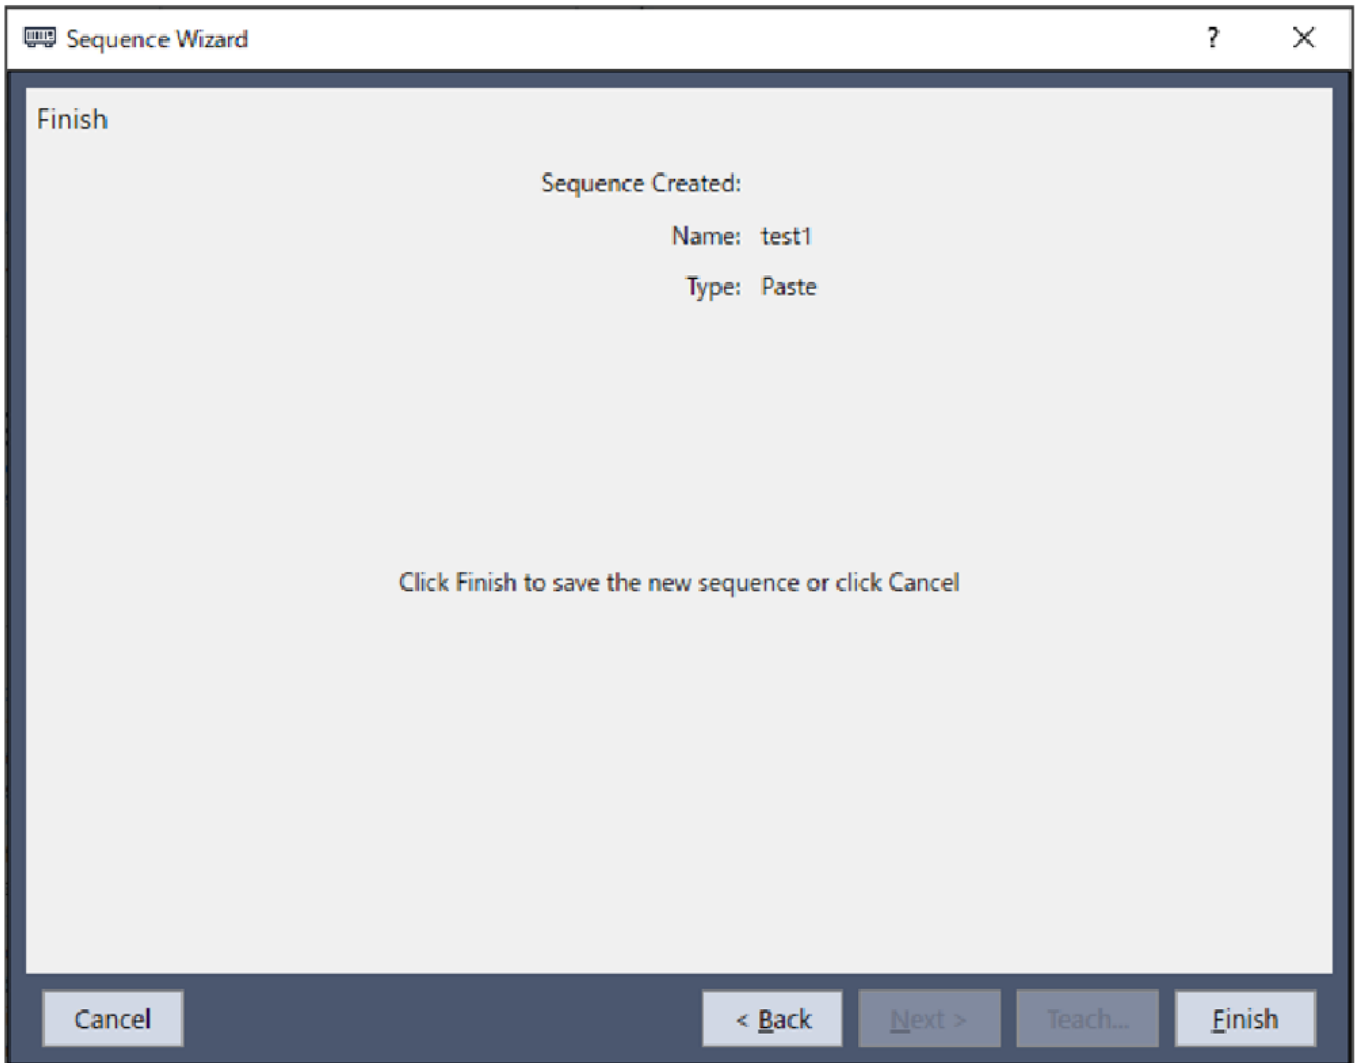 Sequence Wizard
?
Finish
Sequence Created:
Name: test1
Type: Paste
Click Finish to save the new sequence or click Cancel
Cancel
< Back
Next >
Teach...
Finish